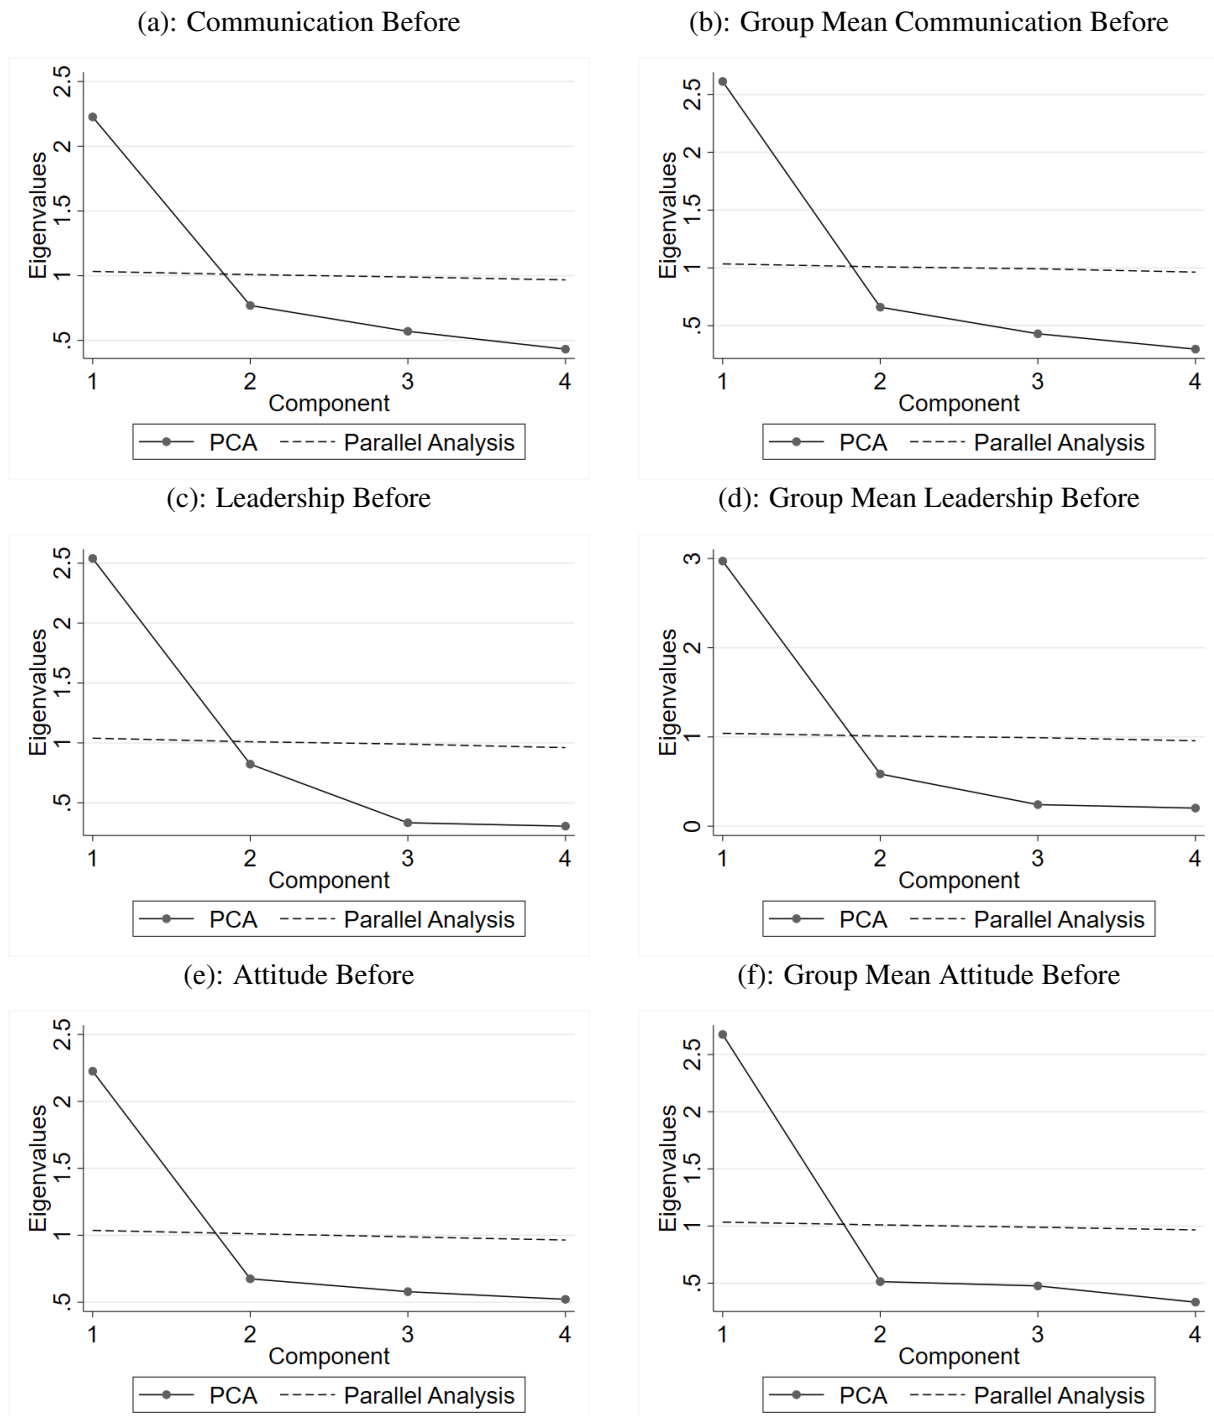 (a): Communication Before
(b): Group Mean Communication Before
Eigenvalues
2.5
2
1.5
1
.5
1 2 3 4
Component
PCA Parallel Analysis
Eigenvalues
2.5
2
1.5
1
.5
1 2 3 4
Component
PCA Parallel Analysis
(c): Leadership Before
(d): Group Mean Leadership Before
Eigenvalues
2.5
2
1.5
1
.5
1 2 3 4
Component
PCA Parallel Analysis
Eigenvalues
3
2
1
0
1 2 3 4
Component
PCA Parallel Analysis
(e): Attitude Before
(f): Group Mean Attitude Before
Eigenvalues
2.5
2
1.5
1
.5
1 2 3 4
Component
PCA Parallel Analysis
Eigenvalues
2.5
2
1.5
1
.5
1 2 3 4
Component
PCA Parallel Analysis